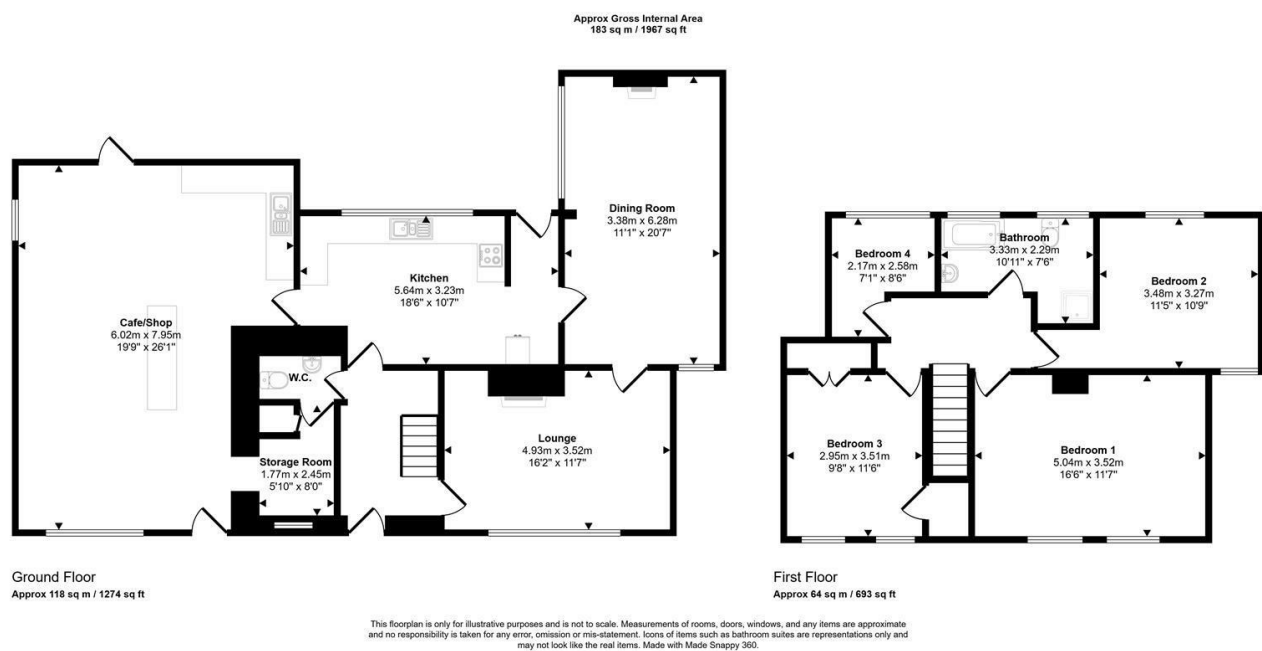 Approx Gross Internal Area
183 sq m / 1967 sq ft
Dining Room
3.38m x 6.28m
11'1" x 20'7"
Kitchen
5.64m x 3.23m
18'6" x 10'7"
Cafe/Shop
6.02m x 7.95m
19'9" x 26'1"
W.C.
Storage Room
1.77m x 2.45m
5'10" x 8'0"
Lounge
4.93m x 3.52m
16'2" x 11'7"
Bedroom 4
2.17m x 2.58m
7'1" x 8'6"
Bathroom
3.33m x 2.29m
10'11" x 7'6"
Bedroom 2
3.48m x 3.27m
11'5" x 10'9"
Bedroom 3
2.95m x 3.51m
9'8" x 11'6"
Bedroom 1
5.04m x 3.52m
16'6" x 11'7"
Ground Floor
Approx 118 sq m / 1274 sq ft
First Floor
Approx 64 sq m / 693 sq ft
This floorplan is only for illustrative purposes and is not to scale. Measurements of rooms, doors, windows, and any items are approximate
and no responsibility is taken for any error, omission or mis-statement. Icons of items such as bathroom suites are representations only and
may not look like the real items. Made with Made Snappy 360.